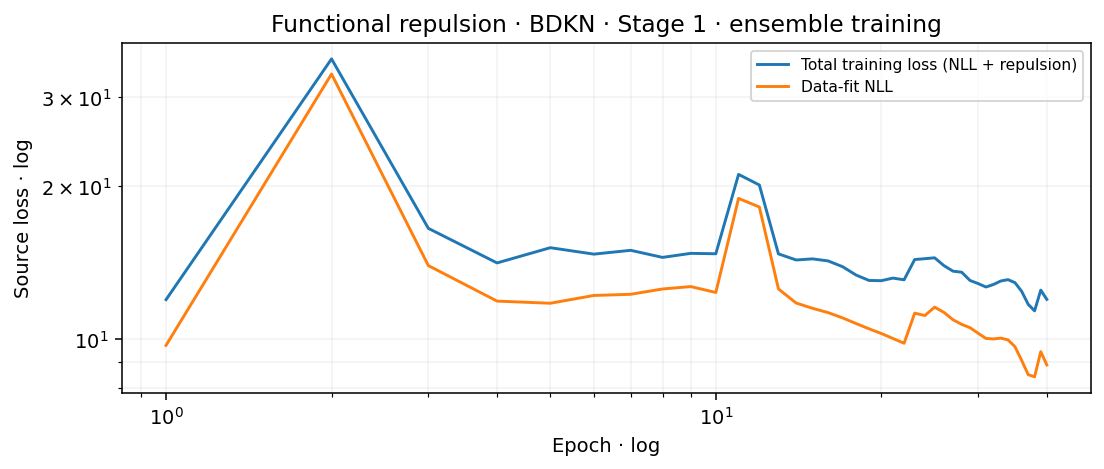 Functional repulsion · BDKN · Stage 1 · ensemble training
Total training loss (NLL + repulsion)
Data-fit NLL
Source loss · log
3 × 10¹
2 × 10¹
10¹
10⁰
10¹
Epoch · log